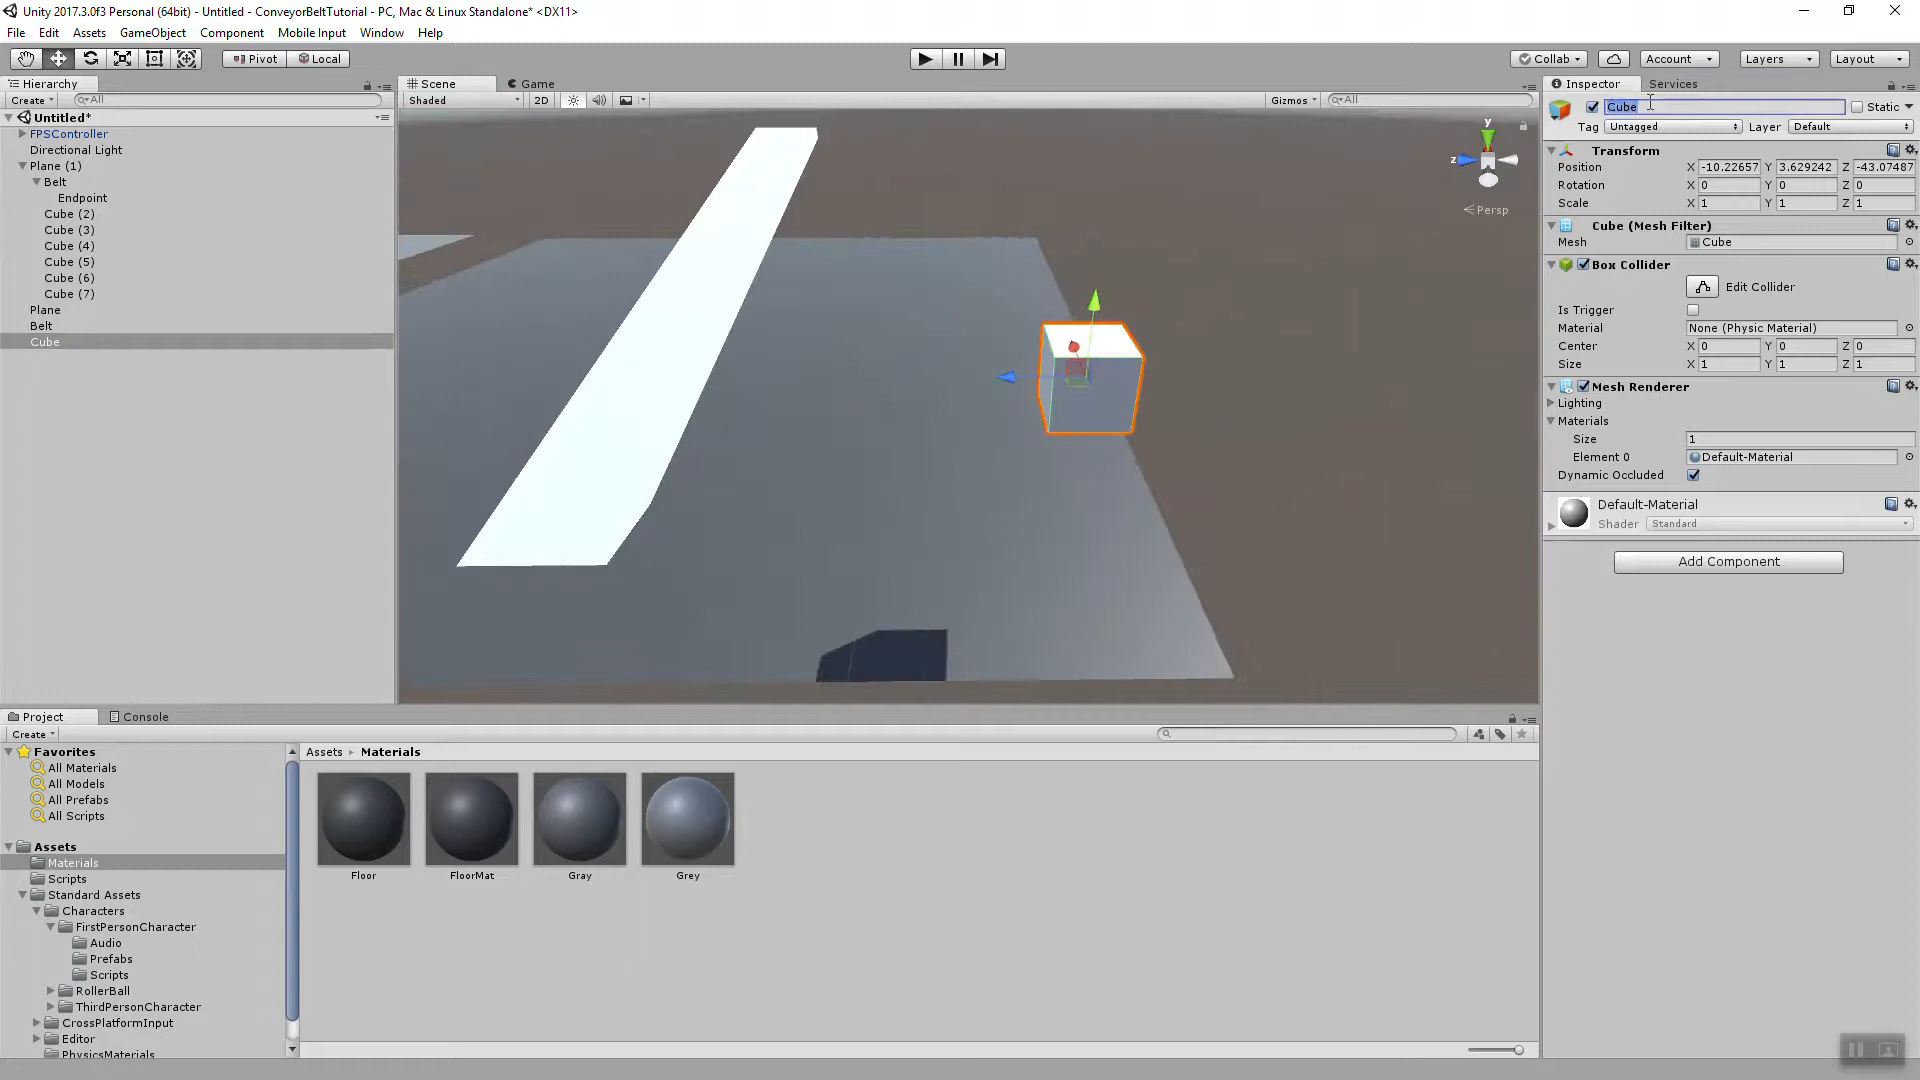 Unity 2017.3.0f3 Personal (64bit) - Untitled - ConveyorBeltTutorial - PC, Mac & Linux Standalone* <DX11>
File Edit Assets GameObject Component Mobile Input Window Help
Pivot Local Collab Account Layers Layout
Hierarchy Scene Game Inspector Services
Create All Shaded 2D Gizmos All Cube Static
Untitled*
Tag Untagged Layer Default
FPSController
Directional Light
Plane (1)
Belt
Endpoint
Cube (2)
Cube (3)
Cube (4)
Cube (5)
Cube (6)
Cube (7)
Plane
Belt
Cube
y
z
Persp
Transform
Position X -10.22657 Y 3.629242 Z -43.07487
Rotation X 0 Y 0 Z 0
Scale X 1 Y 1 Z 1
Cube (Mesh Filter)
Mesh Cube
Box Collider
Edit Collider
Is Trigger
Material None (Physic Material)
Center X 0 Y 0 Z 0
Size X 1 Y 1 Z 1
Mesh Renderer
Lighting
Materials
Size 1
Element 0 Default-Material
Dynamic Occluded
Default-Material
Shader Standard
Add Component
Project Console
Create
Favorites
All Materials
All Models
All Prefabs
All Scripts
Assets
Materials
Scripts
Standard Assets
Characters
FirstPersonCharacter
Audio
Prefabs
Scripts
RollerBall
ThirdPersonCharacter
CrossPlatformInput
Editor
PhysicsMaterials
Assets Materials
Floor FloorMat Gray Grey